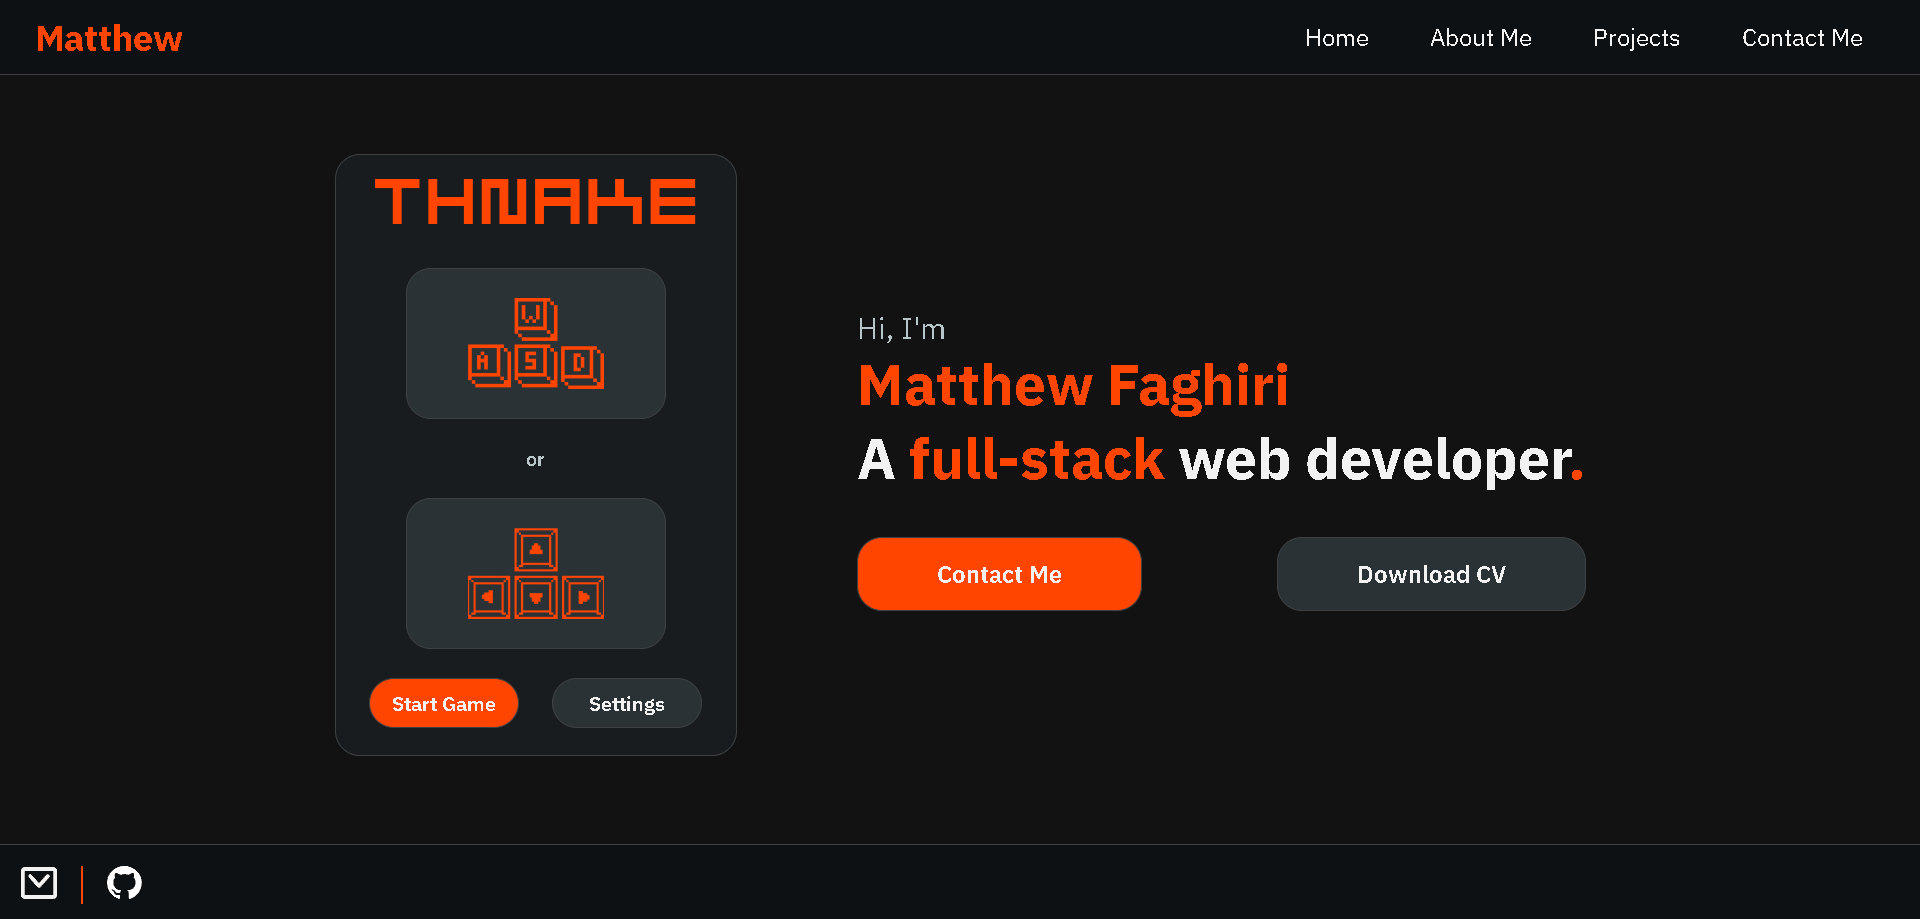 Matthew
Home About Me Projects Contact Me
THNAKE
W
A S D
or
Start Game Settings
Hi, I'm
Matthew Faghiri
A full-stack web developer.
Contact Me Download CV